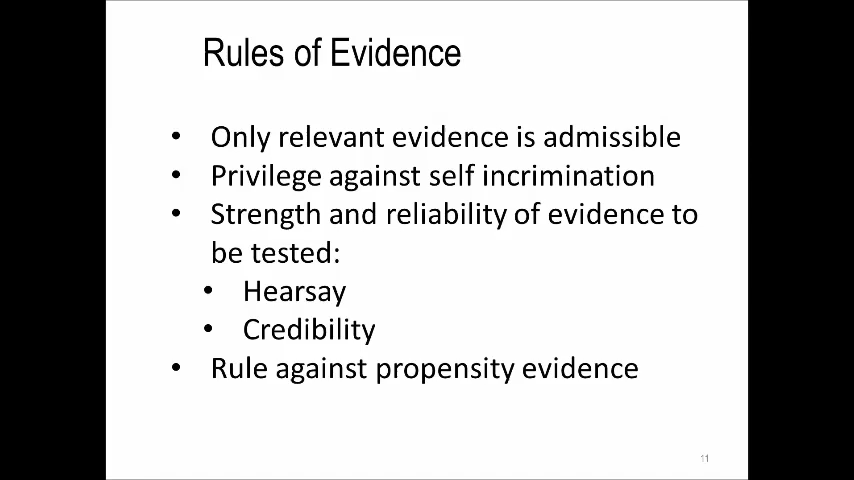 Rules of Evidence
• Only relevant evidence is admissible
• Privilege against self incrimination
• Strength and reliability of evidence to
be tested:
• Hearsay
• Credibility
• Rule against propensity evidence
11